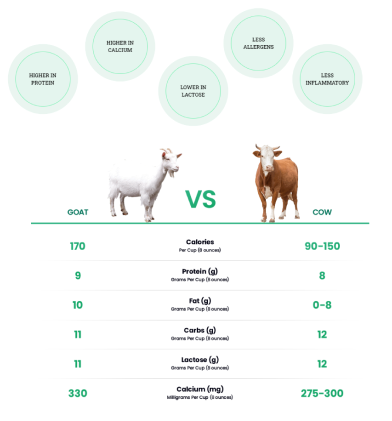 LESS
ALLERGENS
HIGHER IN
CALCIUM
HIGHER IN
PROTEIN
LESS
INFLAMMATORY
LOWER IN
LACTOSE
GOAT
VS
COW
170
Calories
Per Cup (8 ounces)
90-150
9
Protein (g)
Grams Per Cup (8 ounces)
8
10
Fat (g)
Grams Per Cup (8 ounces)
0-8
11
Carbs (g)
Grams Per Cup (8 ounces)
12
11
Lactose (g)
Grams Per Cup (8 ounces)
12
330
Calcium (mg)
Milligrams Per Cup (8 ounces)
275-300